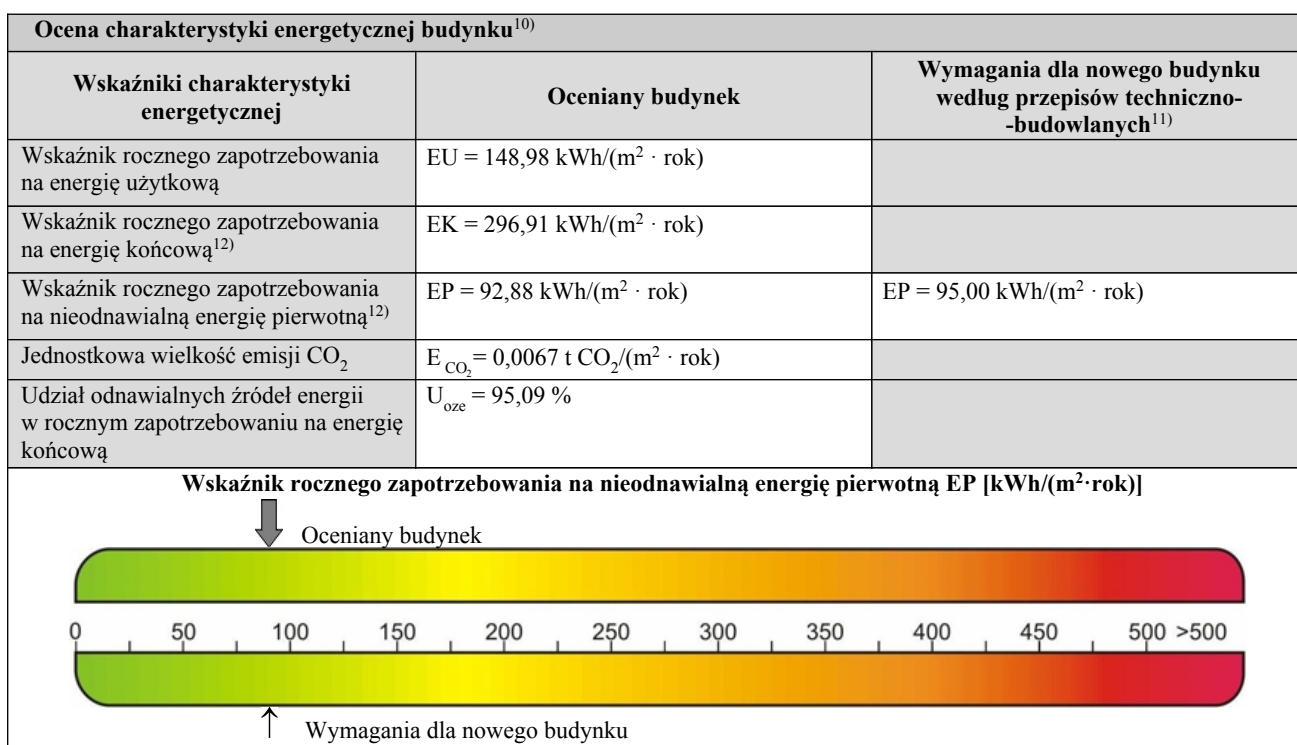 Ocena charakterystyki energetycznej budynku10)
Wskaźniki charakterystyki
energetycznej
Oceniany budynek
Wymagania dla nowego budynku
według przepisów techniczno-
-budowlanych11)
Wskaźnik rocznego zapotrzebowania
na energię użytkową
EU = 148,98 kWh/(m2 · rok)
Wskaźnik rocznego zapotrzebowania
na energię końcową12)
EK = 296,91 kWh/(m2 · rok)
Wskaźnik rocznego zapotrzebowania
na nieodnawialną energię pierwotną12)
EP = 92,88 kWh/(m2 · rok)
EP = 95,00 kWh/(m2 · rok)
Jednostkowa wielkość emisji CO2
E CO2= 0,0067 t CO2/(m2 · rok)
Udział odnawialnych źródeł energii
w rocznym zapotrzebowaniu na energię
końcową
Uoze = 95,09 %
Wskaźnik rocznego zapotrzebowania na nieodnawialną energię pierwotną EP [kWh/(m2·rok)]
Oceniany budynek
0 50 100 150 200 250 300 350 400 450 500 >500
Wymagania dla nowego budynku